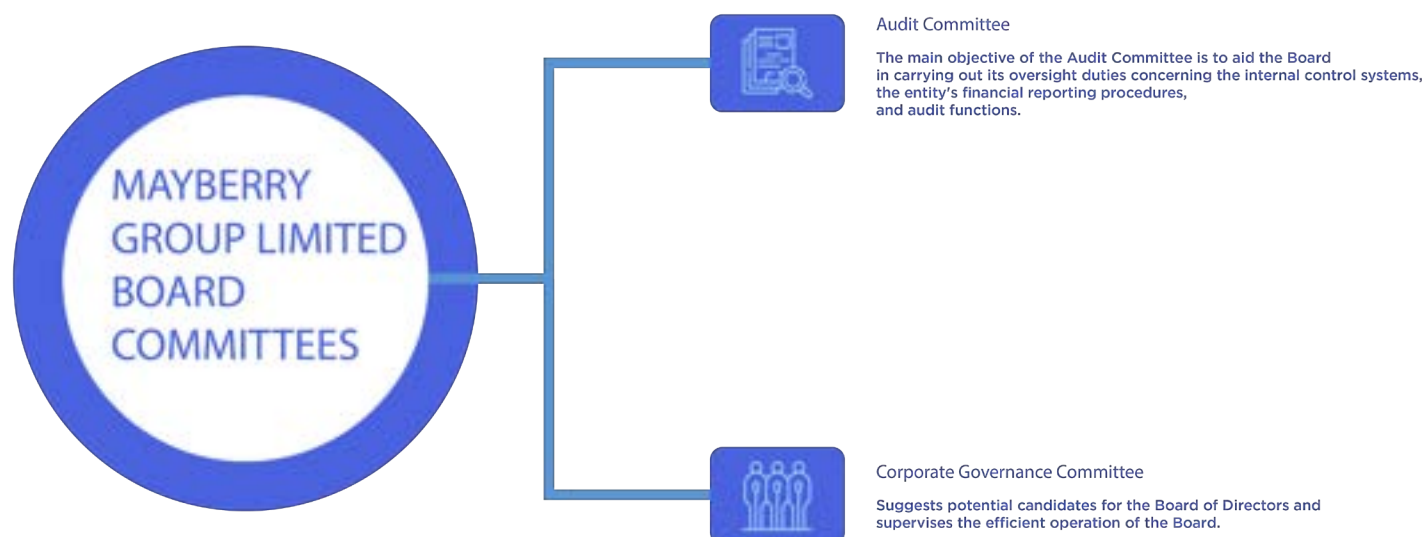 MAYBERRY
GROUP LIMITED
BOARD
COMMITTEES
Audit Committee
The main objective of the Audit Committee is to aid the Board
in carrying out its oversight duties concerning the internal control systems,
the entity's financial reporting procedures,
and audit functions.
Corporate Governance Committee
Suggests potential candidates for the Board of Directors and
supervises the efficient operation of the Board.